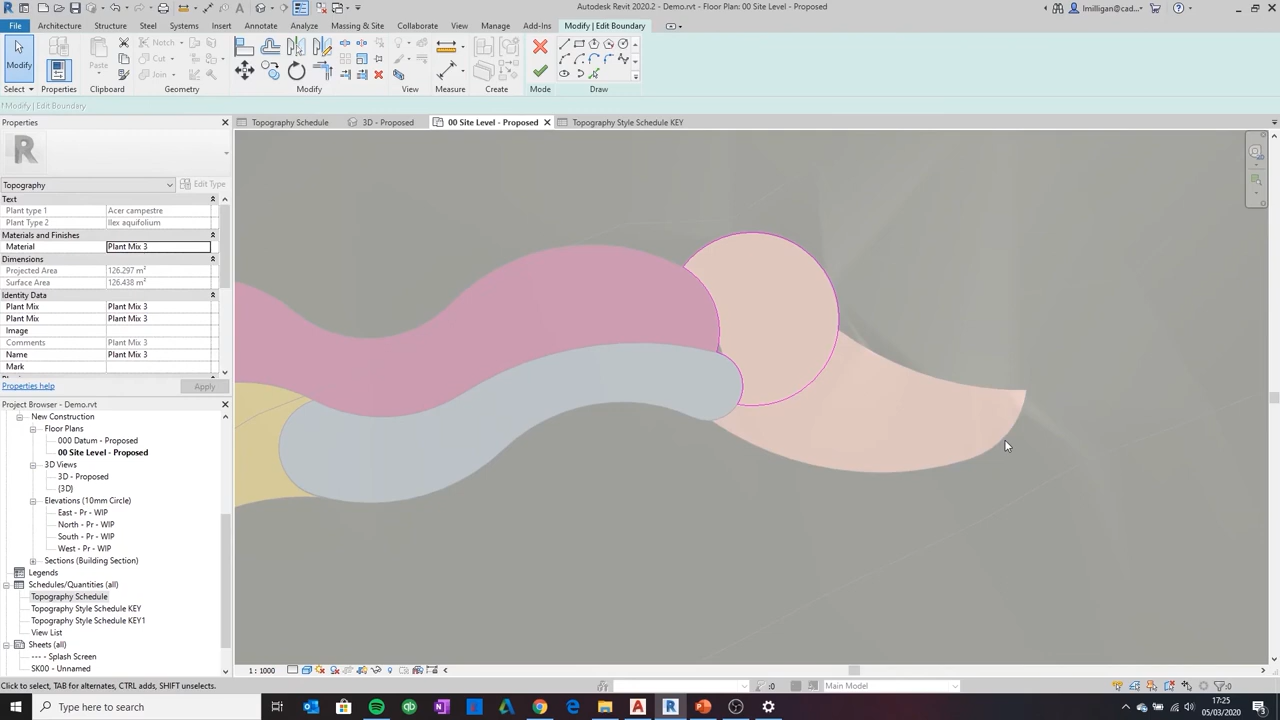 Autodesk Revit 2020.2 - Demo.rvt - Floor Plan: 00 Site Level - Proposed
lmilligan@cad...
File Architecture Structure Steel Systems Insert Annotate Analyze Massing & Site Collaborate View Manage Add-Ins Modify | Edit Boundary
Modify Paste Notch Cut Join
Select Properties Clipboard Geometry Modify View Measure Create Mode Draw
Modify | Edit Boundary
Properties
Topography Schedule 3D - Proposed 00 Site Level - Proposed Topography Style Schedule KEY
Topography Edit Type
Text
Plant type 1 Acer campestre
Plant Type 2 Ilex aquifolium
Materials and Finishes
Material Plant Mix 3
Dimensions
Projected Area 126.297 m²
Surface Area 126.438 m²
Identity Data
Plant Mix Plant Mix 3
Plant Mix Plant Mix 3
Image
Comments Plant Mix 3
Name Plant Mix 3
Mark
Properties help Apply
Project Browser - Demo.rvt
New Construction
Floor Plans
000 Datum - Proposed
00 Site Level - Proposed
3D Views
3D - Proposed
{3D}
Elevations (10mm Circle)
East - Pr - WIP
North - Pr - WIP
South - Pr - WIP
West - Pr - WIP
Sections (Building Section)
Legends
Schedules/Quantities (all)
Topography Schedule
Topography Style Schedule KEY
Topography Style Schedule KEY1
View List
Sheets (all)
--- - Splash Screen
SK00 - Unnamed
1 : 1000
Click to select, TAB for alternates, CTRL adds, SHIFT unselects. :0 Main Model :0
Type here to search
17:25
05/03/2020